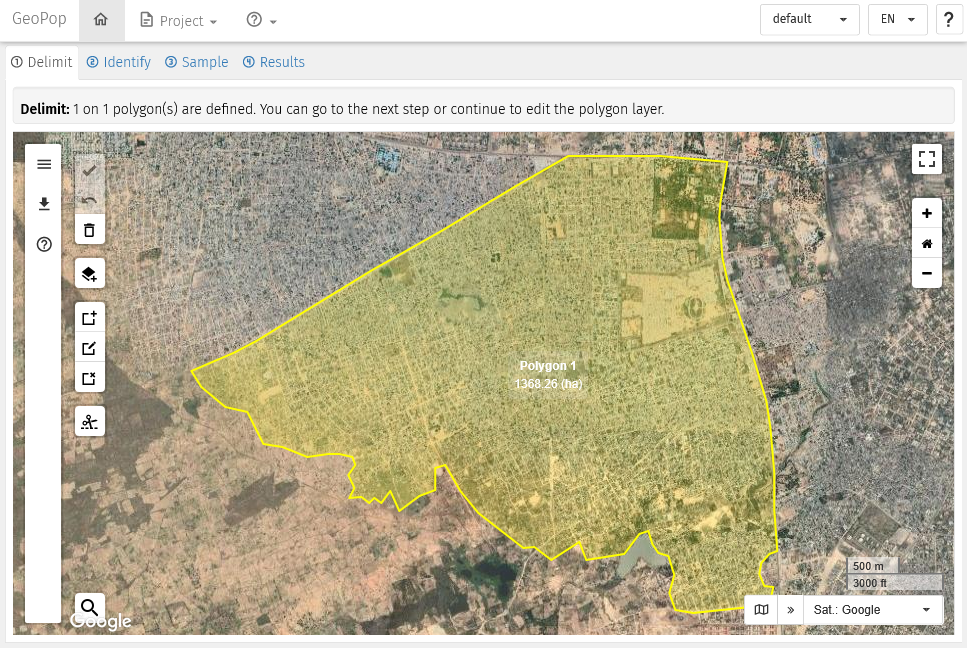 GeoPop
Project
default
EN
?
① Delimit
② Identify
③ Sample
④ Results
Delimit: 1 on 1 polygon(s) are defined. You can go to the next step or continue to edit the polygon layer.
Polygon 1
1368.26 (ha)
500 m
3000 ft
Google
»
Sat.: Google